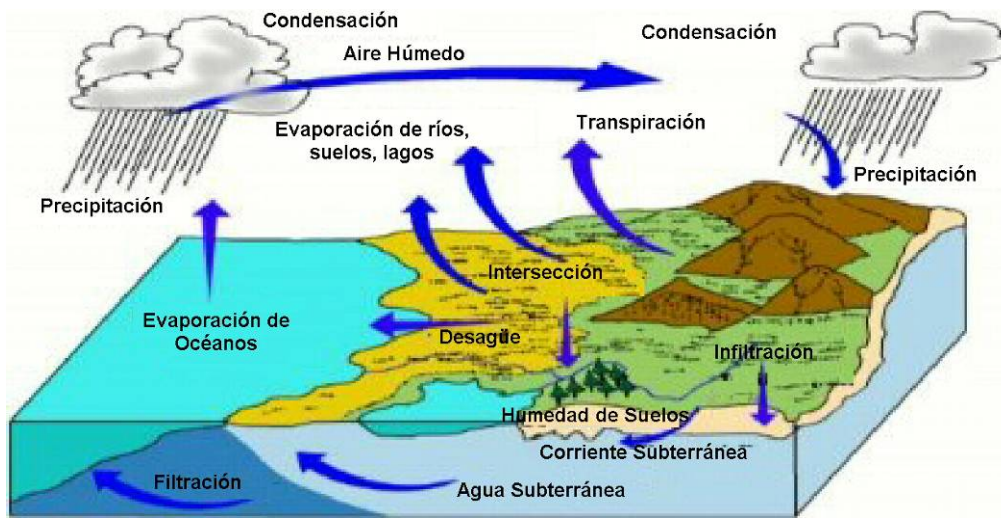 Condensación
Condensación
Aire Húmedo
Evaporación de ríos,
suelos, lagos
Transpiración
Precipitación
Precipitación
Intersección
Evaporación de
Océanos
Desagüe
Infiltración
Humedad de Suelos
Corriente Subterránea
Filtración
Agua Subterránea